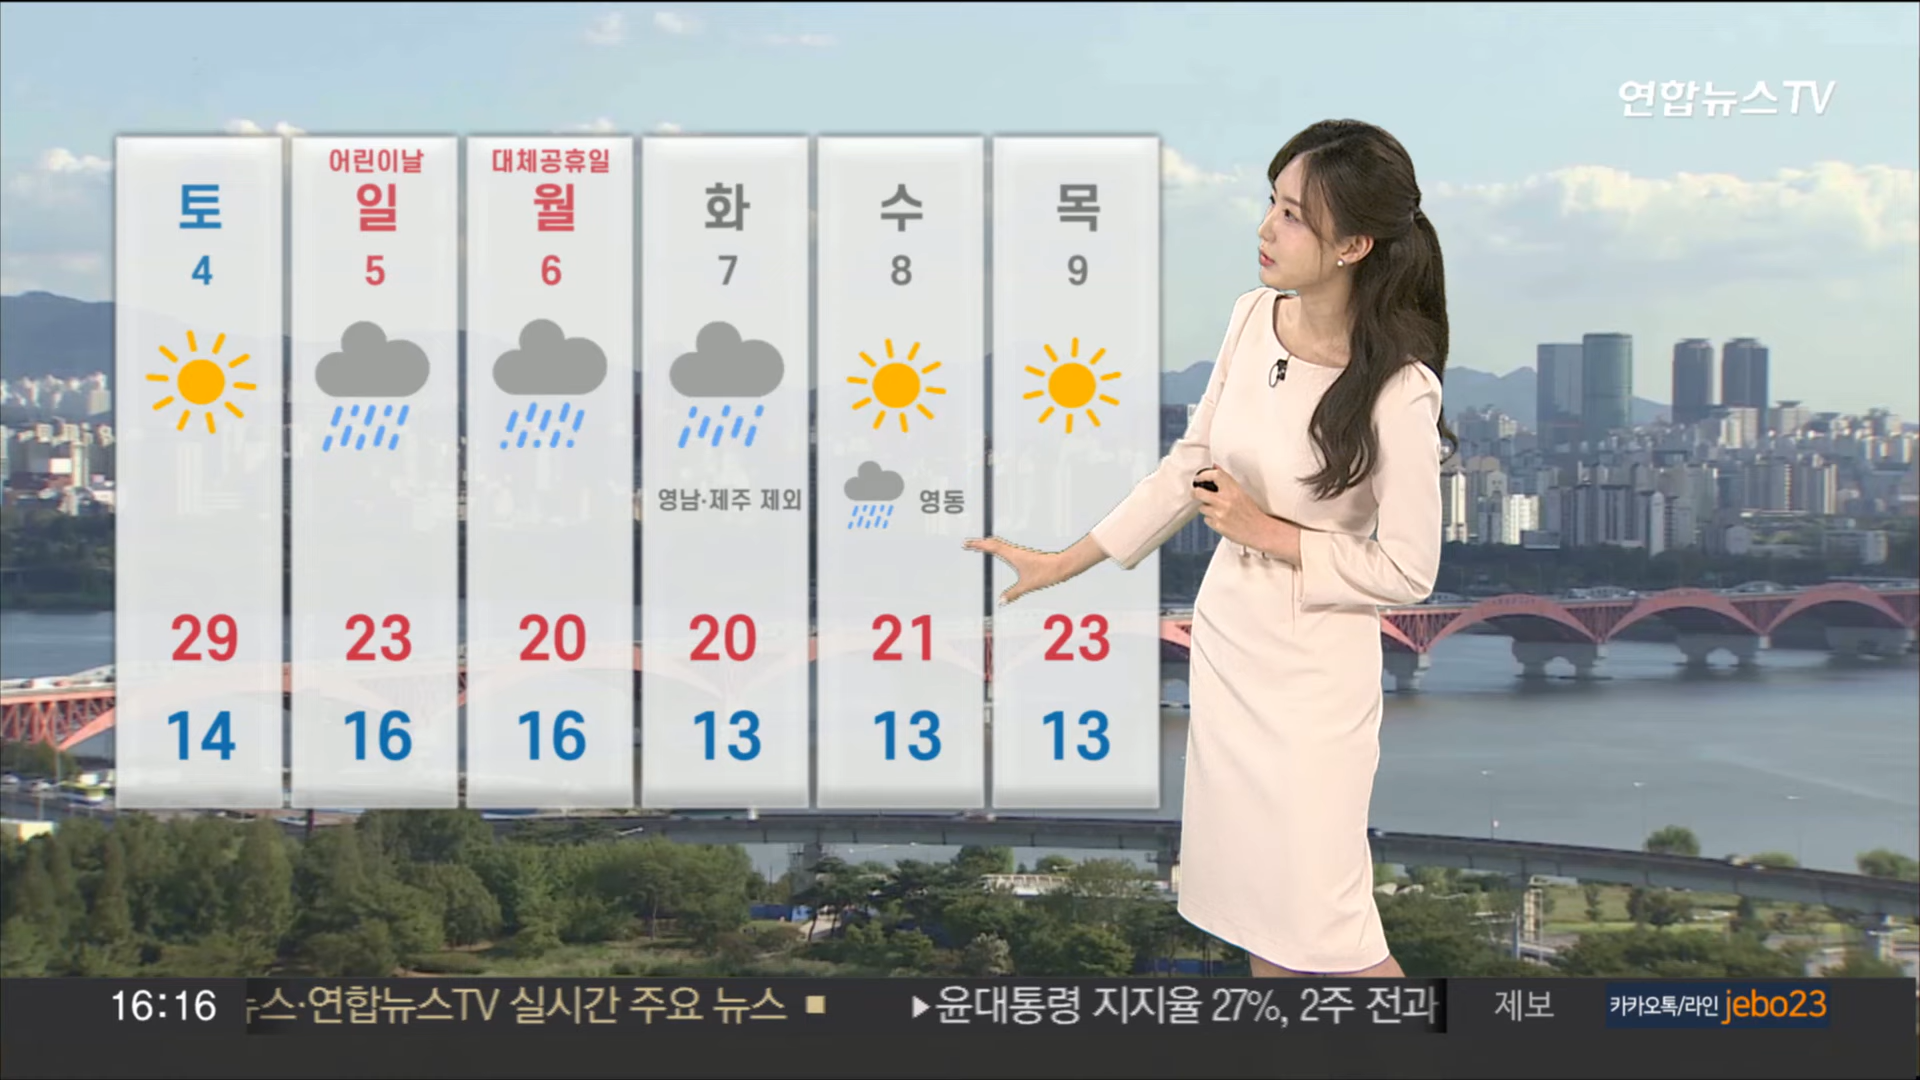 연합뉴스TV
토
4
29
14
어린이날
일
5
23
16
대체공휴일
월
6
20
16
화
7
영남·제주 제외
20
13
수
8
영동
21
13
목
9
23
13
16:16
뉴스·연합뉴스TV 실시간 주요 뉴스 ■ ▶윤대통령 지지율 27%, 2주 전과
제보
카카오톡/라인 jebo23